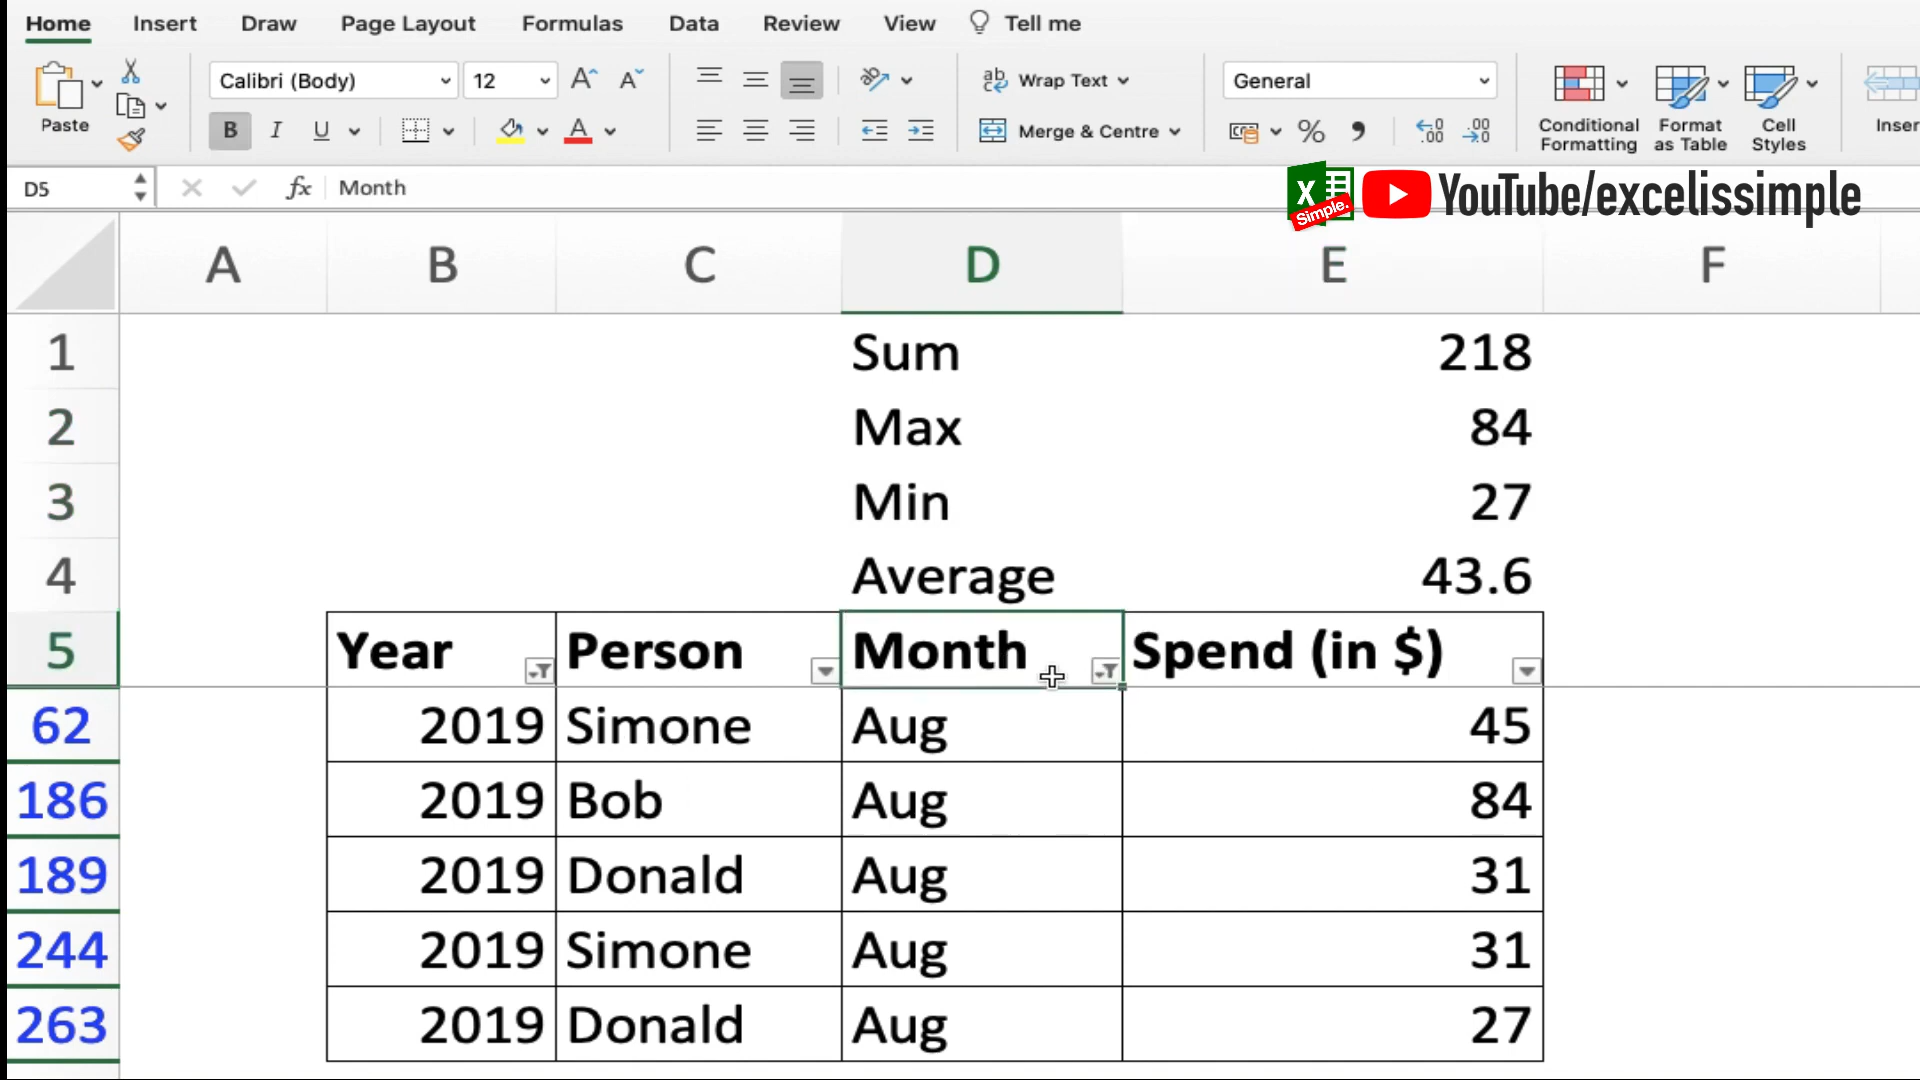 Home Insert Draw Page Layout Formulas Data Review View Tell me
Calibri (Body) 12 A A ab Wrap Text General
Paste B I U A Merge & Centre % Conditional Formatting Format as Table Cell Styles Inser
D5 fx Month
X Simple. YouTube/excelissimple
A B C D E F
1 Sum 218
2 Max 84
3 Min 27
4 Average 43.6
5 Year Person Month Spend (in $)
62 2019 Simone Aug 45
186 2019 Bob Aug 84
189 2019 Donald Aug 31
244 2019 Simone Aug 31
263 2019 Donald Aug 27